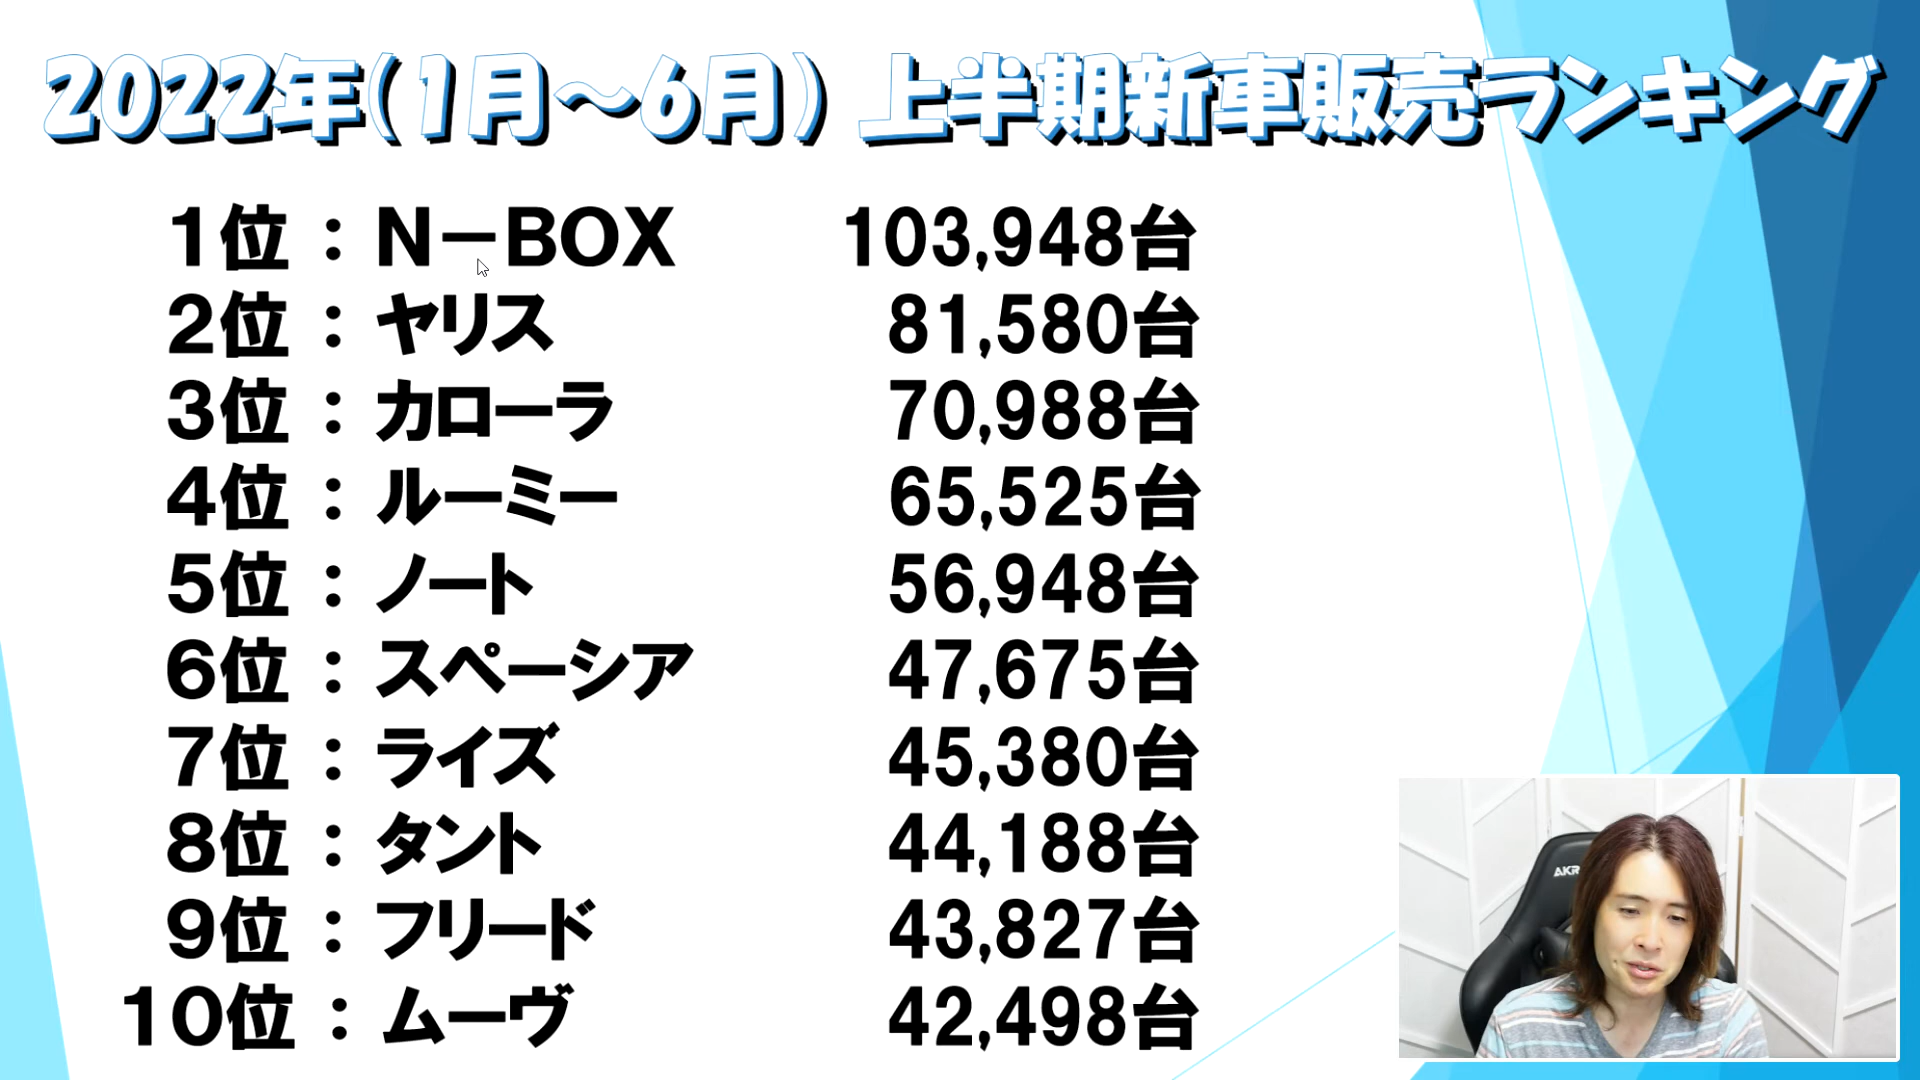 2022年(1月～6月) 上半期新車販売ランキング
1位 : N－BOX 103,948台
2位 : ヤリス 81,580台
3位 : カローラ 70,988台
4位 : ルーミー 65,525台
5位 : ノート 56,948台
6位 : スペーシア 47,675台
7位 : ライズ 45,380台
8位 : タント 44,188台
9位 : フリード 43,827台
10位 : ムーヴ 42,498台
AKR